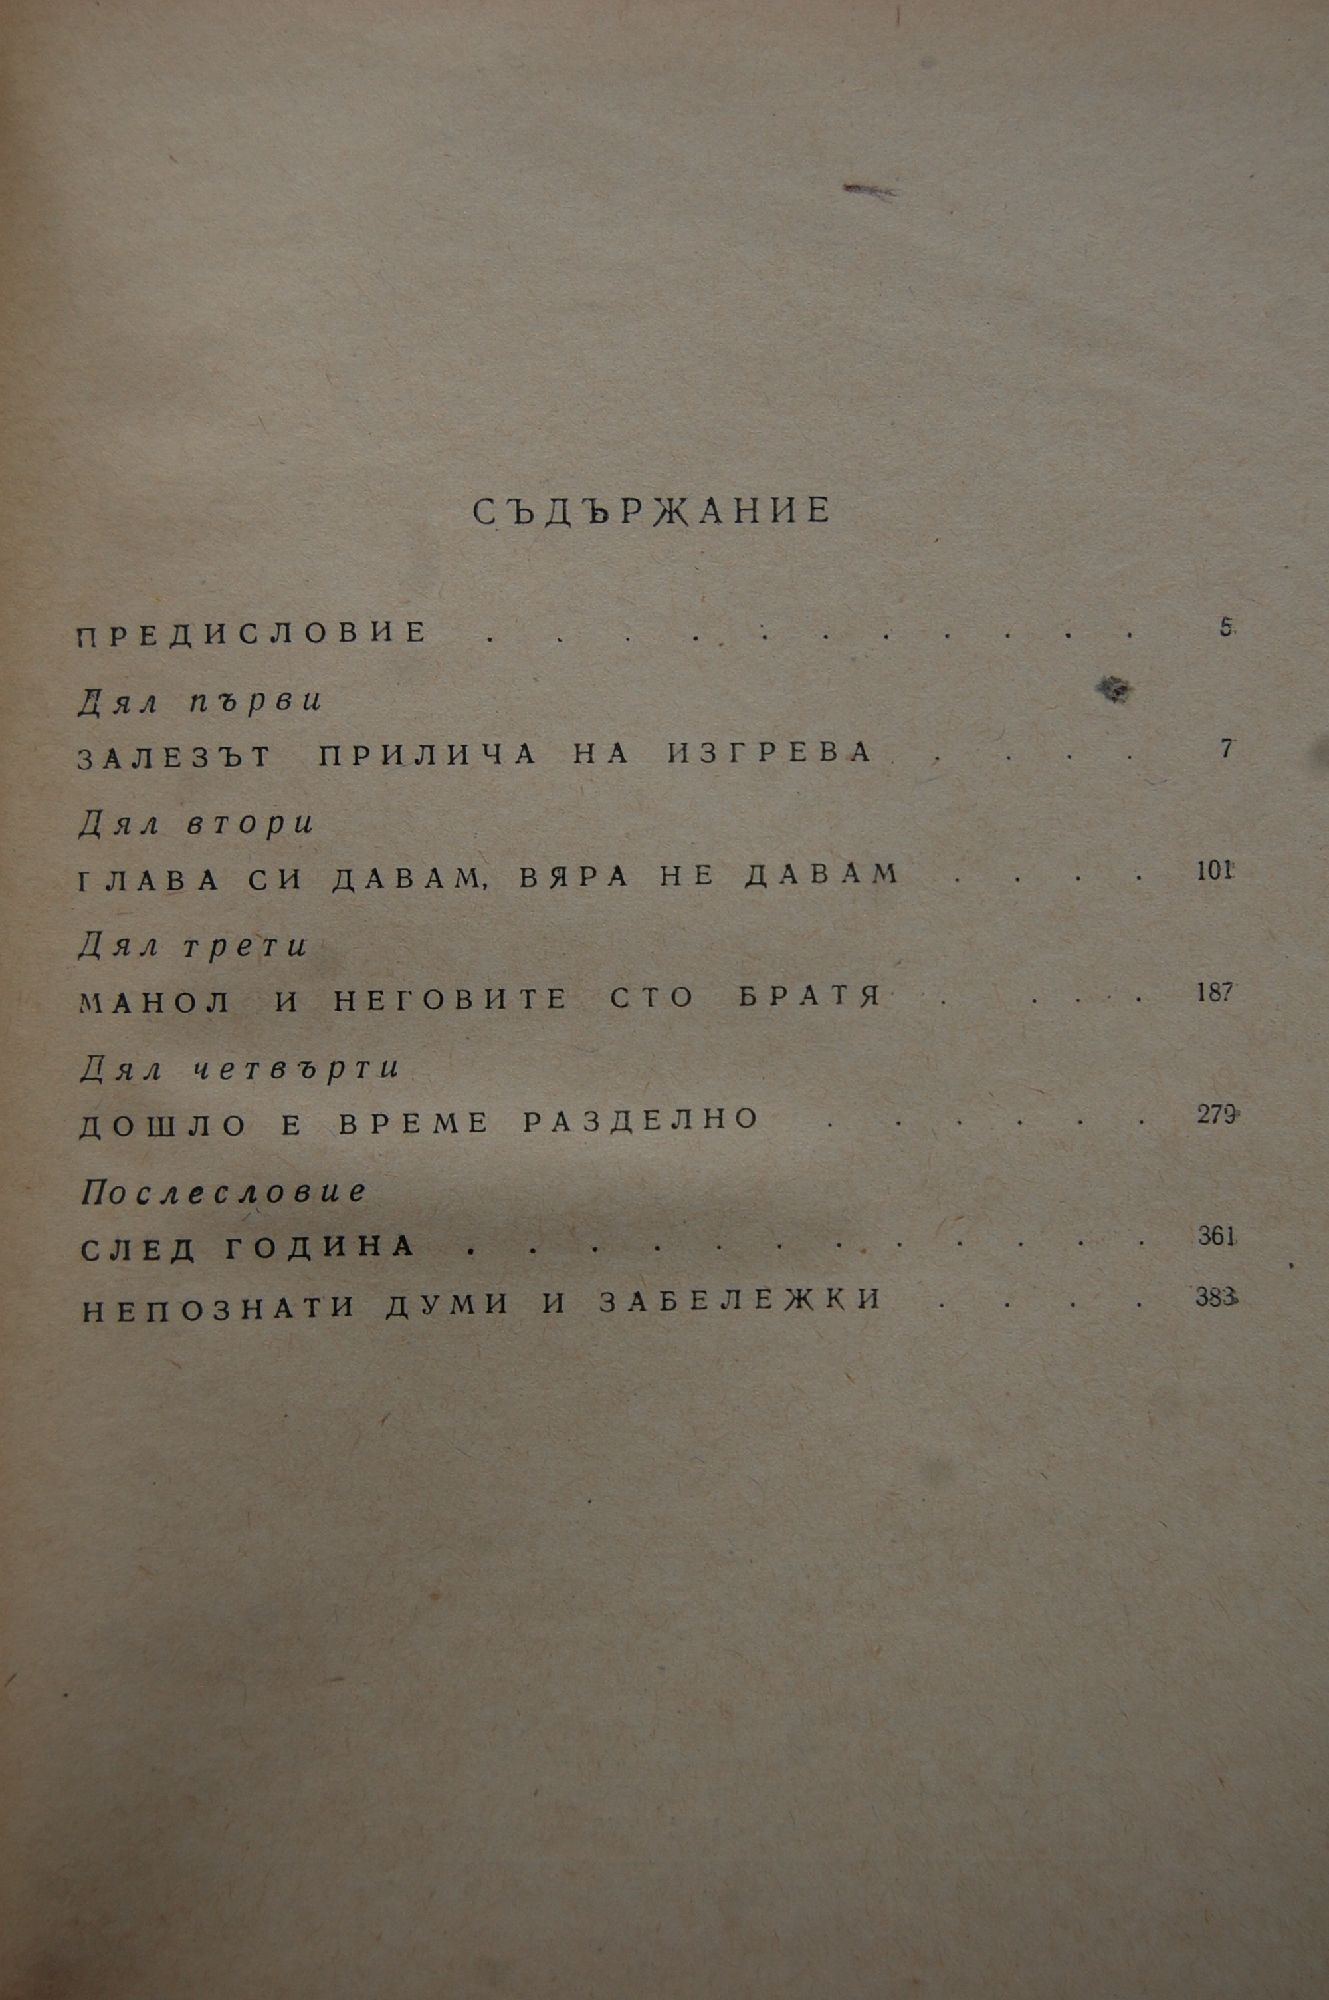 СЪДЪРЖАНИЕ
ПРЕДИСЛОВИЕ . . . . . . . . . . . 5
Дял първи
ЗАЛЕЗЪТ ПРИЛИЧА НА ИЗГРЕВА . . . . 7
Дял втори
ГЛАВА СИ ДАВАМ, ВЯРА НЕ ДАВАМ . . . . 101
Дял трети
МАНОЛ И НЕГОВИТЕ СТО БРАТЯ . . . . 187
Дял четвърти
ДОШЛО Е ВРЕМЕ РАЗДЕЛНО . . . . . . 279
Послесловие
СЛЕД ГОДИНА . . . . . . . . . . . . 361
НЕПОЗНАТИ ДУМИ И ЗАБЕЛЕЖКИ . . . . 383